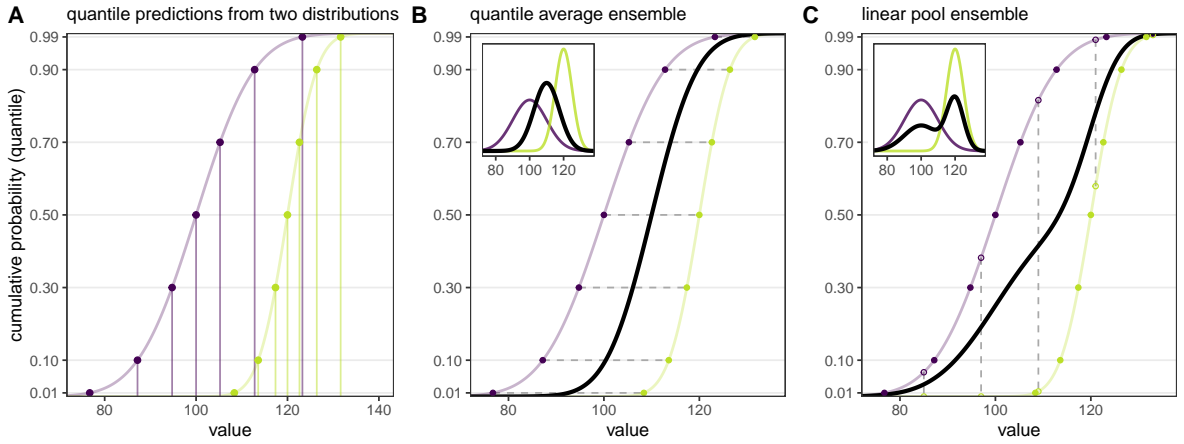 A quantile predictions from two distributions
cumulative probability (quantile)
0.99
0.90
0.70
0.50
0.30
0.10
0.01
80 100 120 140
value
B quantile average ensemble
0.99
0.90
0.70
0.50
0.30
0.10
0.01
80 100 120
80 100 120
value
C linear pool ensemble
0.99
0.90
0.70
0.50
0.30
0.10
0.01
80 100 120
80 100 120
value